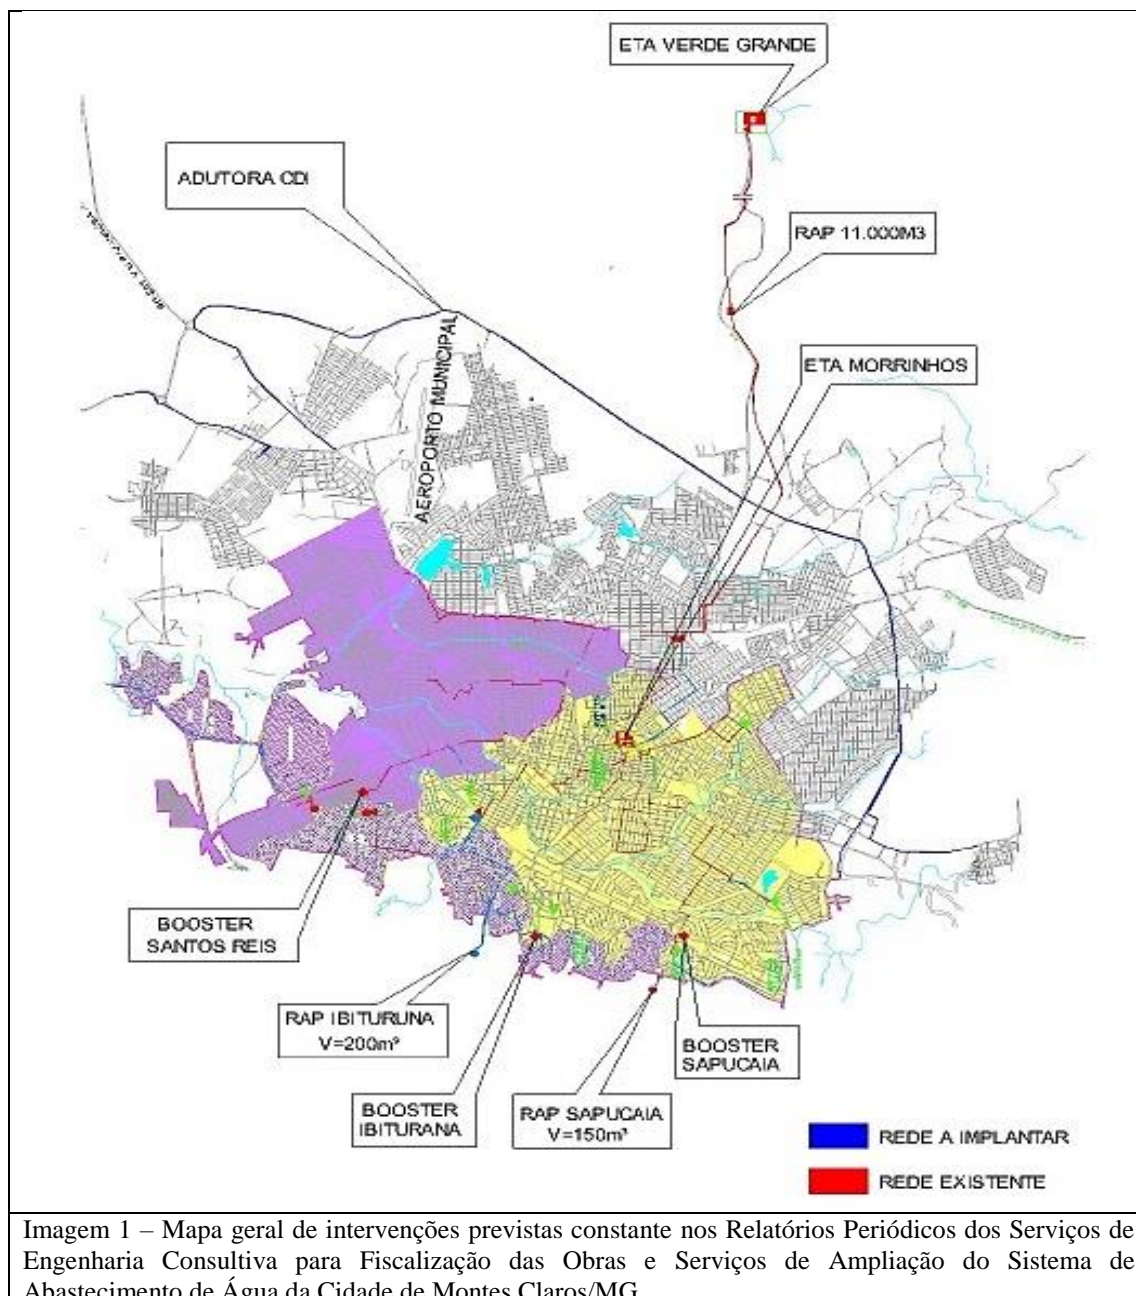 ETA VERDE GRANDE
ADUTORA CDI
RAP 11.000M3
ETA MORRINHOS
AEROPORTO MUNICIPAL
BOOSTER
SANTOS REIS
RAP IBITURUNA
V=200m³
BOOSTER
SAPUCAIA
BOOSTER
IBITURANA
RAP SAPUCAIA
V=150m³
REDE A IMPLANTAR
REDE EXISTENTE
Imagem 1 – Mapa geral de intervenções previstas constante nos Relatórios Periódicos dos Serviços de
Engenharia Consultiva para Fiscalização das Obras e Serviços de Ampliação do Sistema de
Abastecimento de Água da Cidade de Montes Claros/MG